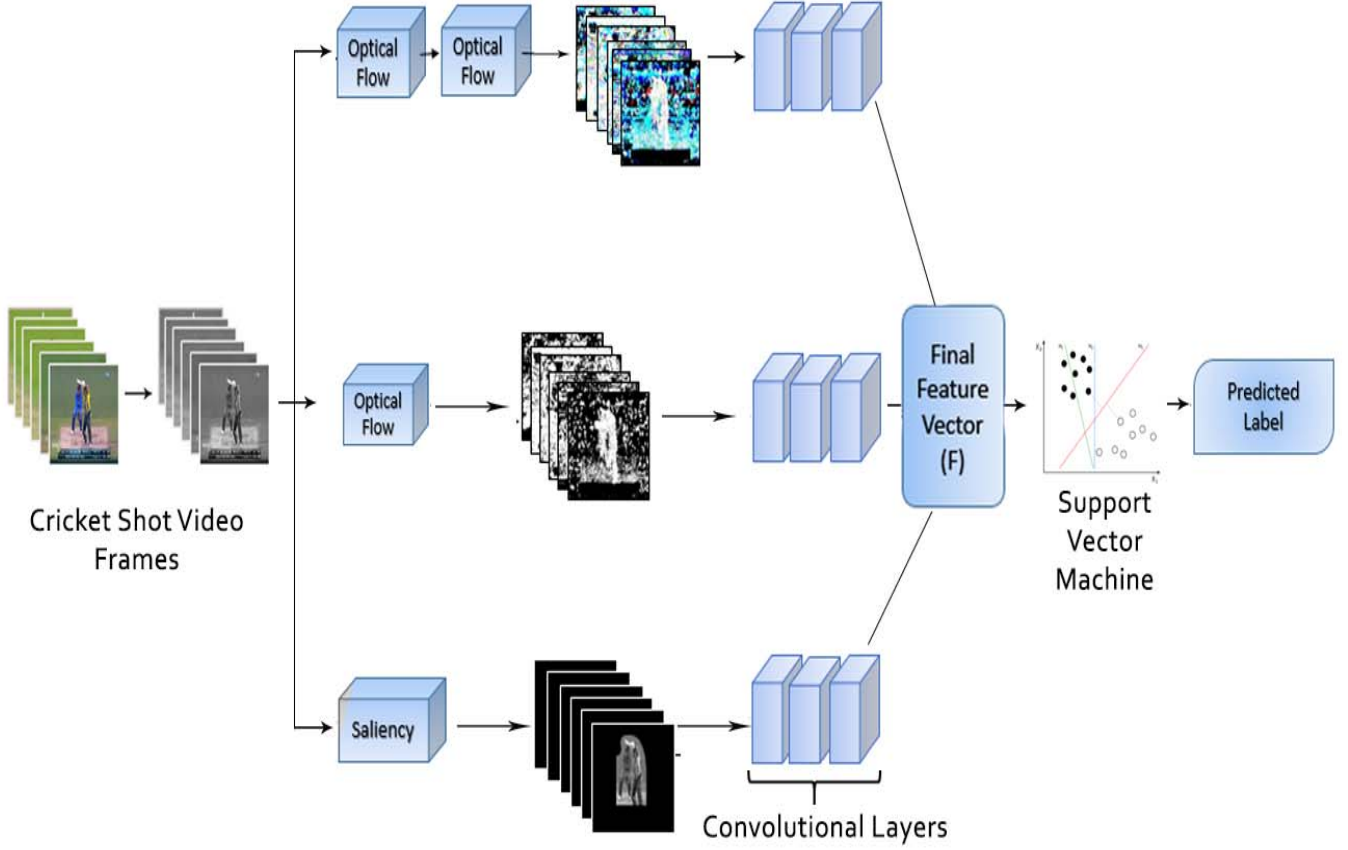 Optical
Flow
Optical
Flow
Cricket Shot Video
Frames
Optical
Flow
Final
Feature
Vector
(F)
Support
Vector
Machine
Predicted
Label
Saliency
Convolutional Layers